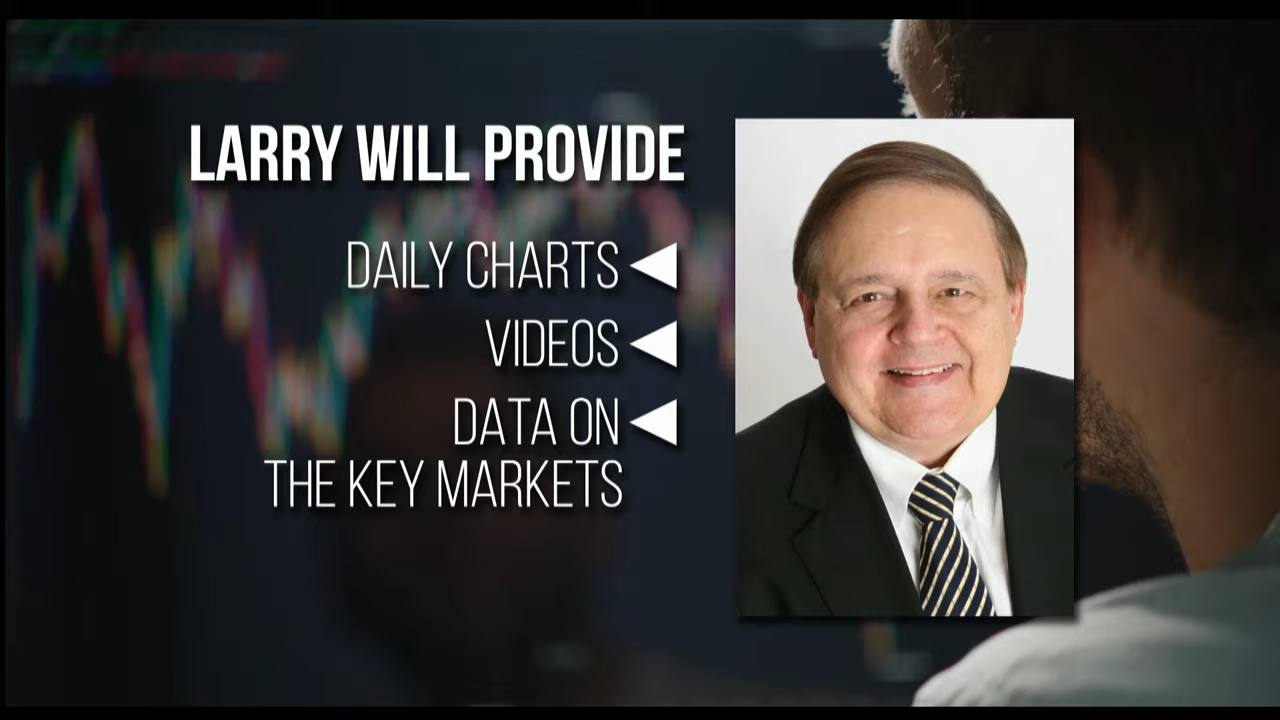 LARRY WILL PROVIDE
DAILY CHARTS
VIDEOS
DATA ON
THE KEY MARKETS